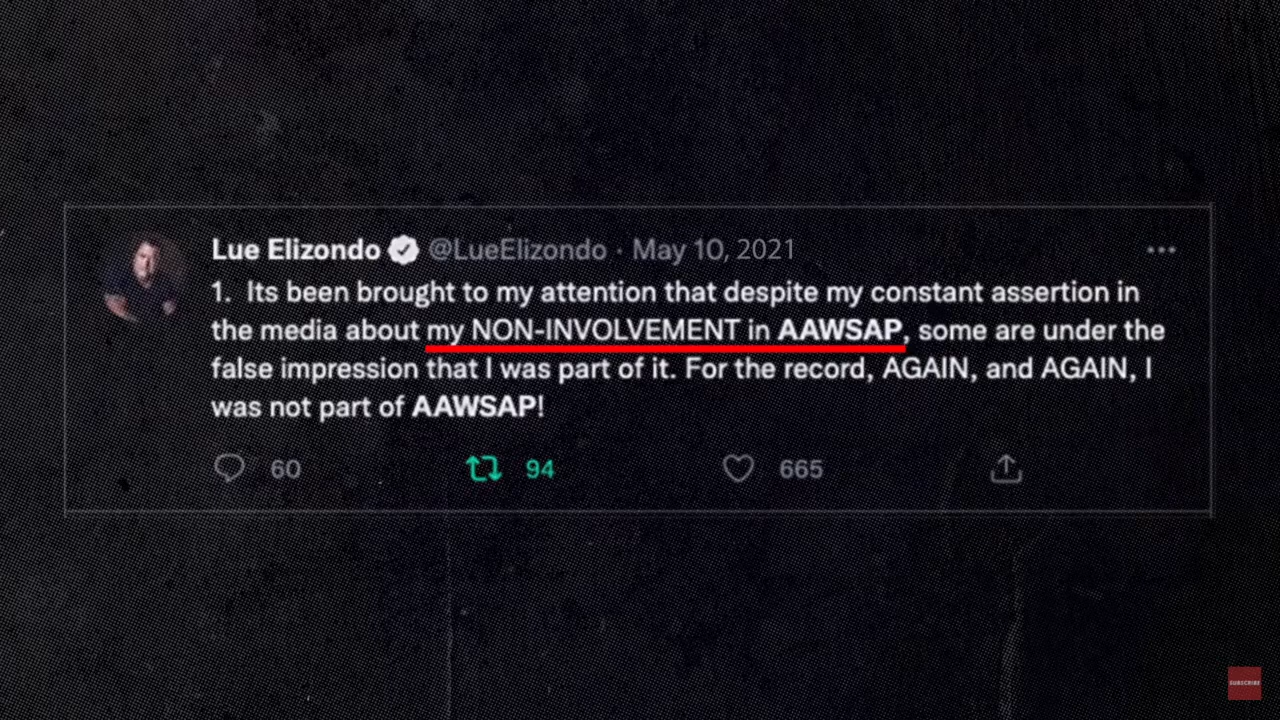 Lue Elizondo @LueElizondo · May 10, 2021
1. Its been brought to my attention that despite my constant assertion in
the media about my NON-INVOLVEMENT in AAWSAP, some are under the
false impression that I was part of it. For the record, AGAIN, and AGAIN, I
was not part of AAWSAP!
60 94 665
SUBSCRIBE